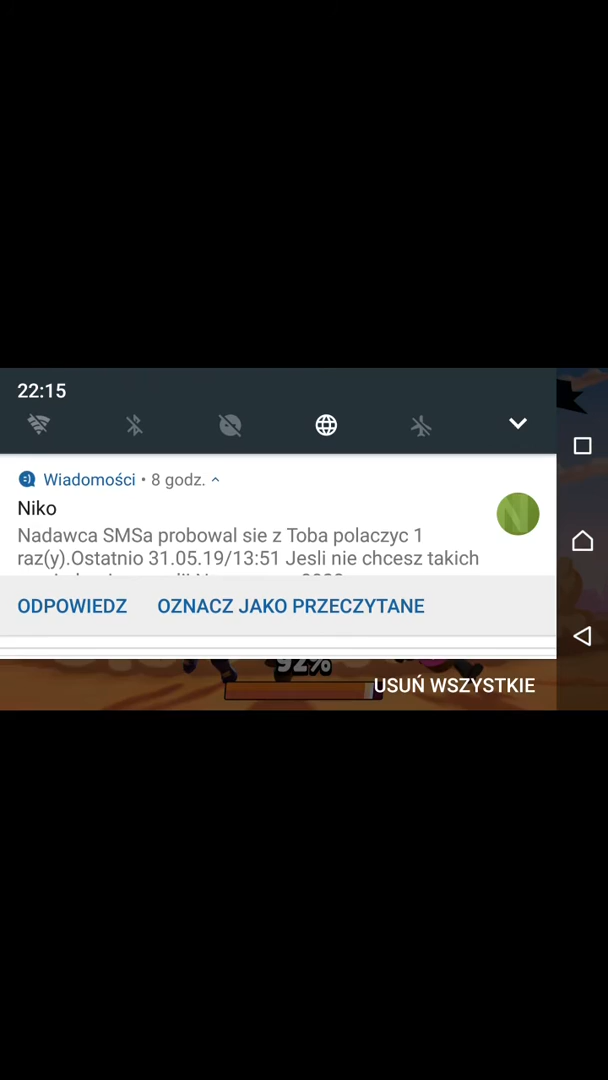 22:15
Wiadomości • 8 godz.
Niko
Nadawca SMSa probowal sie z Toba polaczyc 1
raz(y).Ostatnio 31.05.19/13:51 Jesli nie chcesz takich
ODPOWIEDZ OZNACZ JAKO PRZECZYTANE
92%
USUŃ WSZYSTKIE